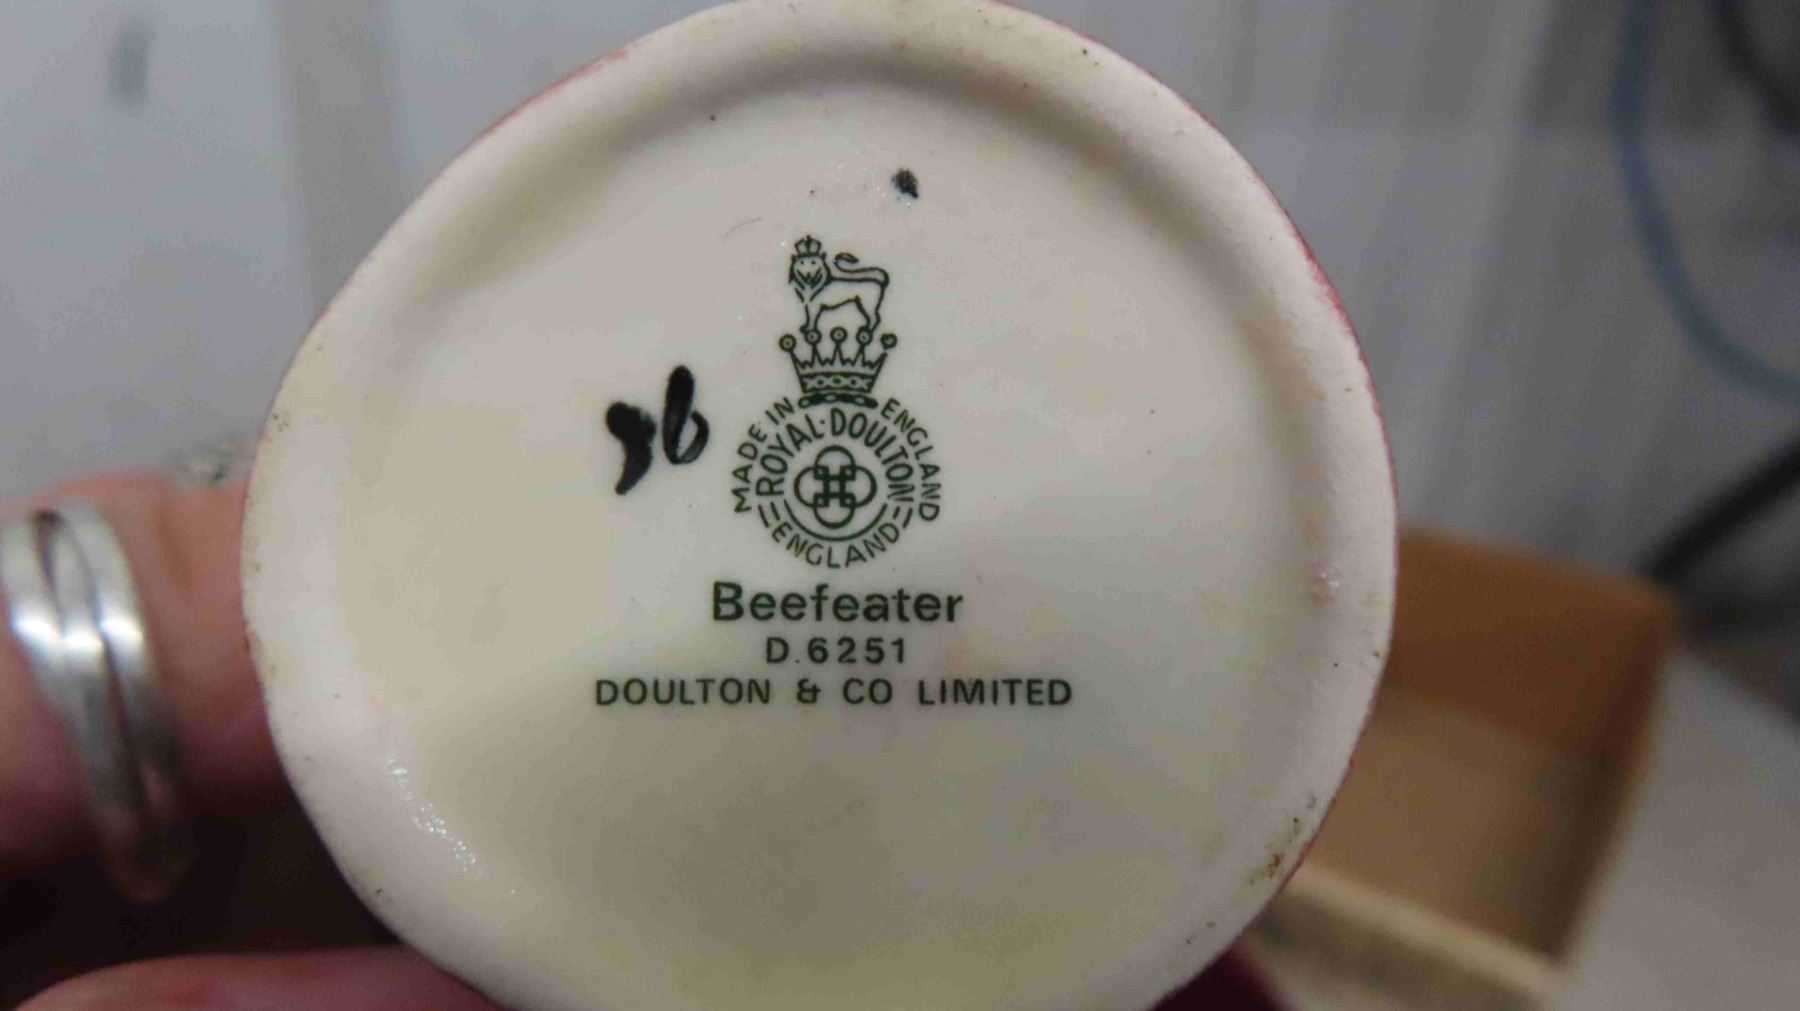 MADE IN ENGLAND
ROYAL·DOULTON
ENGLAND
Beefeater
D.6251
DOULTON & CO LIMITED